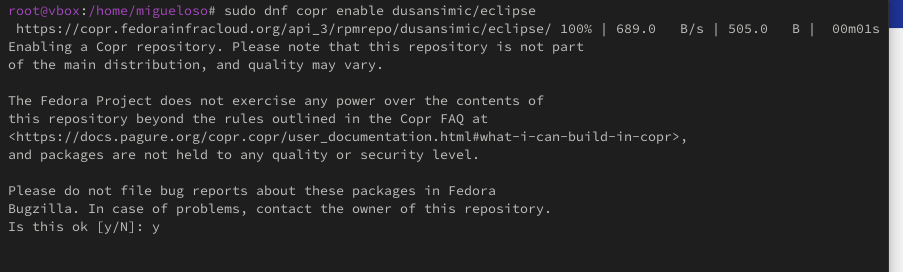 root@vbox:/home/migueloso# sudo dnf copr enable dusansimic/eclipse
https://copr.fedorainfracloud.org/api_3/rpmrepo/dusansimic/eclipse/ 100% | 689.0   B/s | 505.0   B |  00m01s
Enabling a Copr repository. Please note that this repository is not part
of the main distribution, and quality may vary.
The Fedora Project does not exercise any power over the contents of
this repository beyond the rules outlined in the Copr FAQ at
<https://docs.pagure.org/copr.copr/user_documentation.html#what-i-can-build-in-copr>,
and packages are not held to any quality or security level.
Please do not file bug reports about these packages in Fedora
Bugzilla. In case of problems, contact the owner of this repository.
Is this ok [y/N]: y